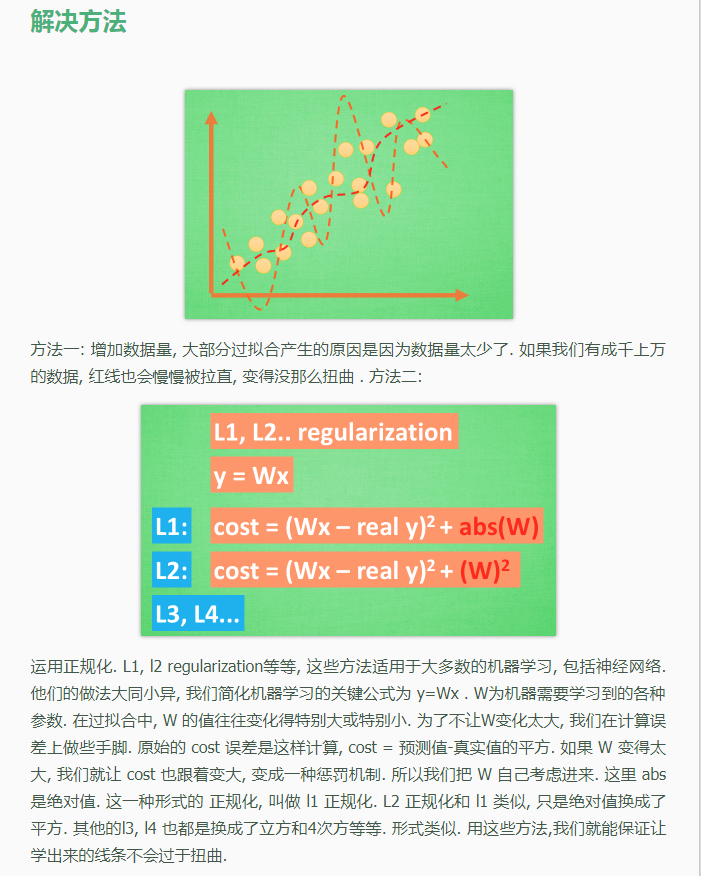 解决方法
方法一: 增加数据量, 大部分过拟合产生的原因是因为数据量太少了. 如果我们有成千上万
的数据, 红线也会慢慢被拉直, 变得没那么扭曲 . 方法二:
L1, L2.. regularization
y = Wx
L1: cost = (Wx – real y)² + abs(W)
L2: cost = (Wx – real y)² + (W)²
L3, L4...
运用正规化. L1, l2 regularization等等, 这些方法适用于大多数的机器学习, 包括神经网络.
他们的做法大同小异, 我们简化机器学习的关键公式为 y=Wx . W为机器需要学习到的各种
参数. 在过拟合中, W 的值往往变化得特别大或特别小. 为了不让W变化太大, 我们在计算误
差上做些手脚. 原始的 cost 误差是这样计算, cost = 预测值-真实值的平方. 如果 W 变得太
大, 我们就让 cost 也跟着变大, 变成一种惩罚机制. 所以我们把 W 自己考虑进来. 这里 abs
是绝对值. 这一种形式的 正规化, 叫做 l1 正规化. L2 正规化和 l1 类似, 只是绝对值换成了
平方. 其他的l3, l4 也都是换成了立方和4次方等等. 形式类似. 用这些方法,我们就能保证让
学出来的线条不会过于扭曲.